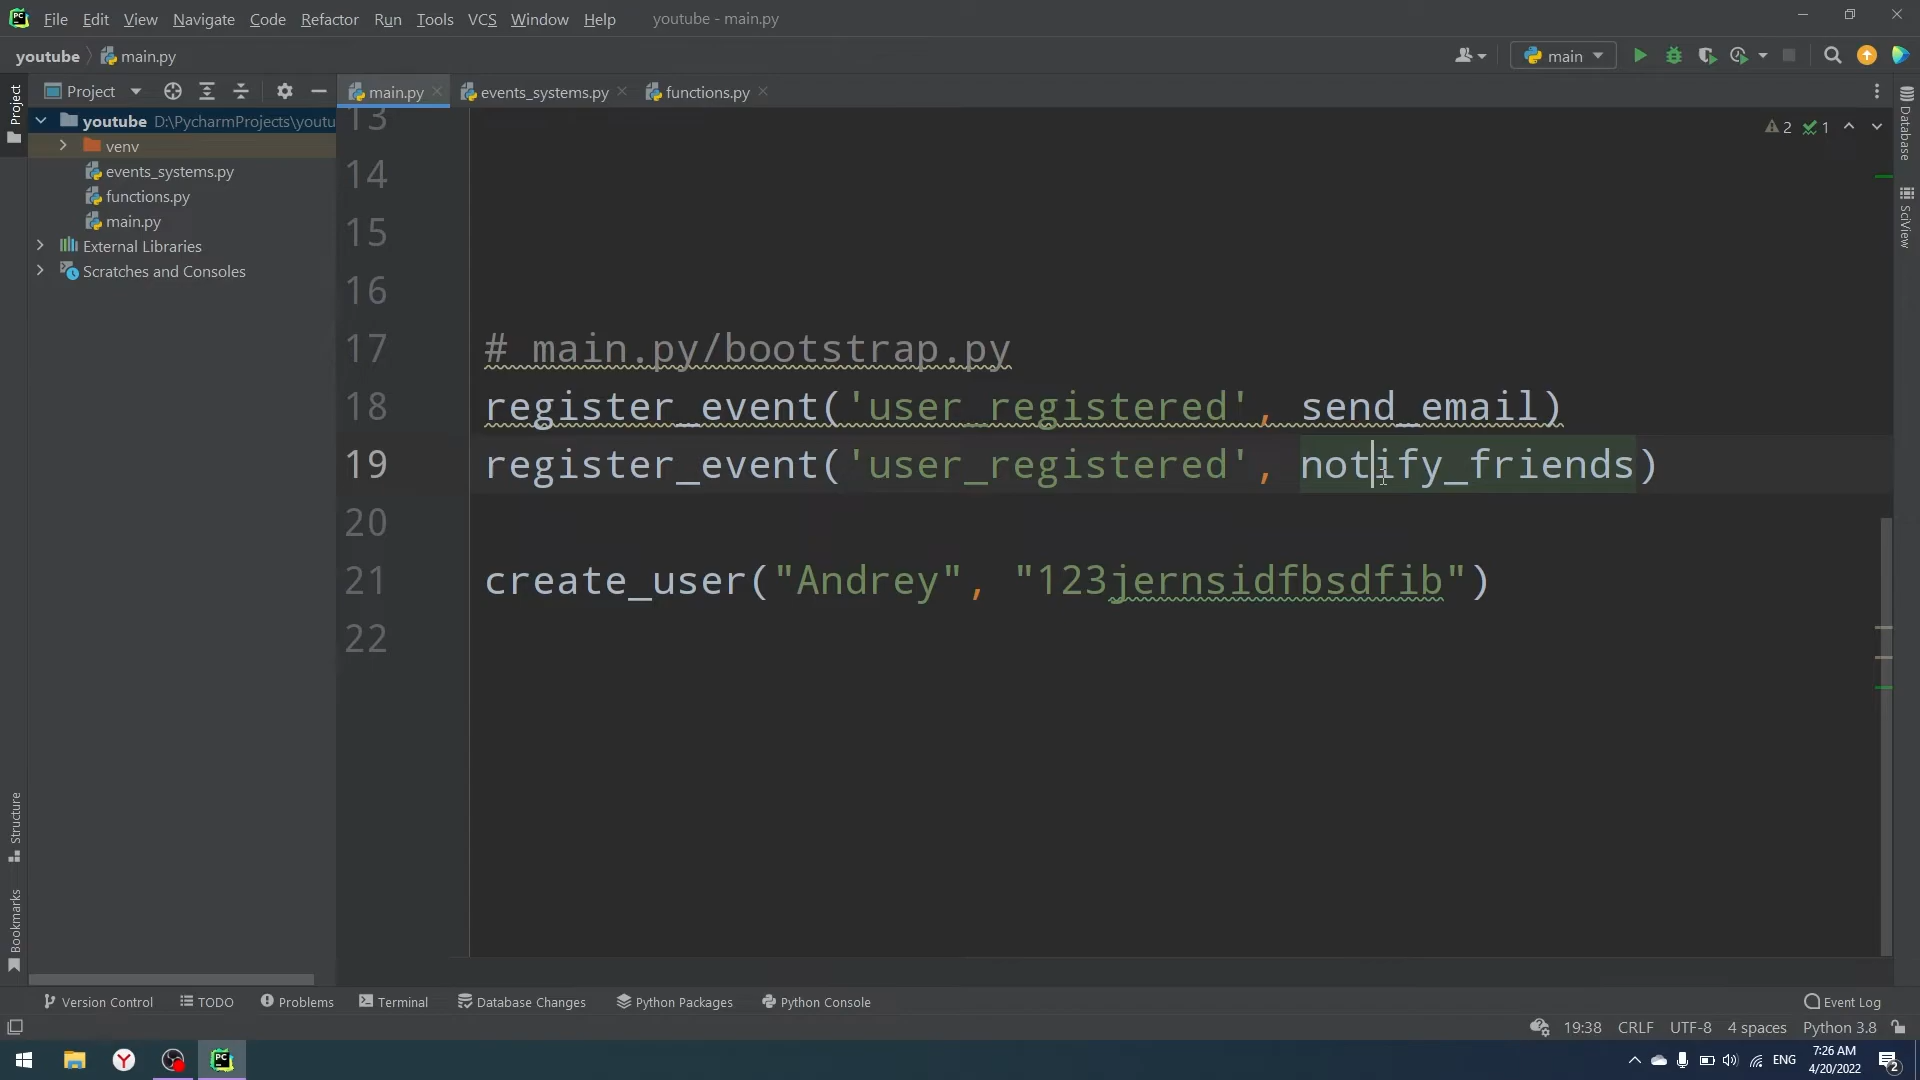 File Edit View Navigate Code Refactor Run Tools VCS Window Help youtube - main.py
youtube main.py main
Project main.py events_systems.py functions.py
Project
youtube D:\PycharmProjects\youtu
venv
events_systems.py
functions.py
main.py
External Libraries
Scratches and Consoles
Structure
Bookmarks
2 1
13
14
15
16
17 # main.py/bootstrap.py
18 register_event('user_registered', send_email)
19 register_event('user_registered', notify_friends)
20
21 create_user("Andrey", "123jernsidfbsdfib")
22
Database
SciView
Version Control TODO Problems Terminal Database Changes Python Packages Python Console Event Log
19:38 CRLF UTF-8 4 spaces Python 3.8
ENG 7:26 AM
4/20/2022 2